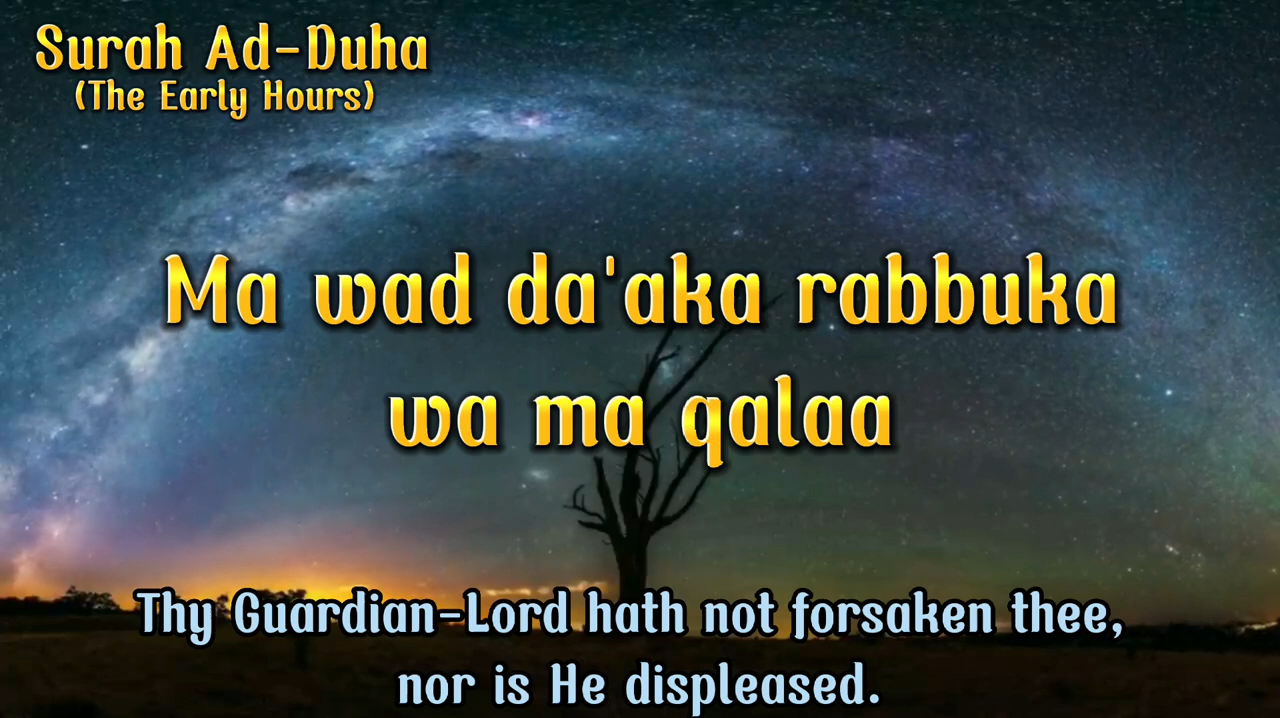 Surah Ad-Duha
(The Early Hours)
Ma wad da'aka rabbuka
wa ma qalaa
Thy Guardian-Lord hath not forsaken thee,
nor is He displeased.